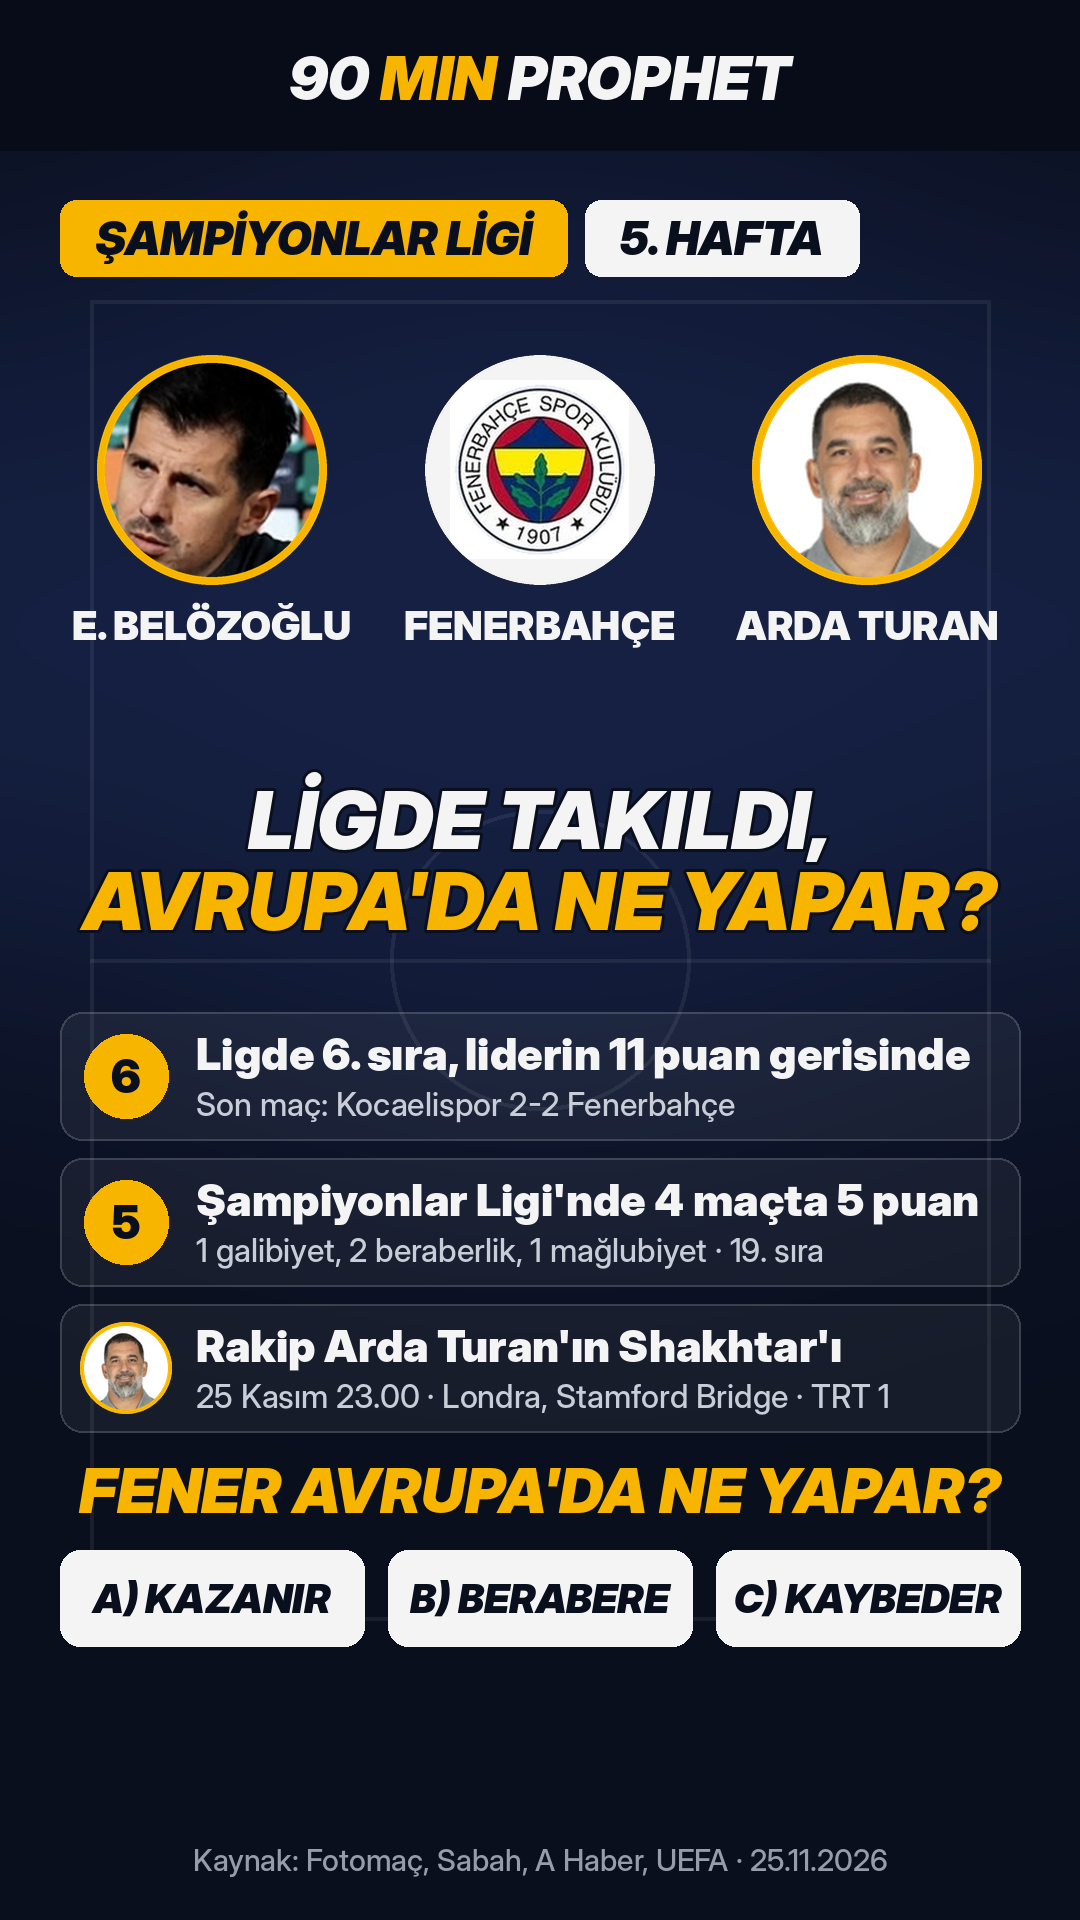 90 MIN PROPHET
ŞAMPİYONLAR LİGİ
5. HAFTA
FENERBAHÇE SPOR KULÜBÜ
★ 1907 ★
E. BELÖZOĞLU
FENERBAHÇE
ARDA TURAN
LİGDE TAKILDI,
AVRUPA'DA NE YAPAR?
6
Ligde 6. sıra, liderin 11 puan gerisinde
Son maç: Kocaelispor 2-2 Fenerbahçe
5
Şampiyonlar Ligi'nde 4 maçta 5 puan
1 galibiyet, 2 beraberlik, 1 mağlubiyet · 19. sıra
Rakip Arda Turan'ın Shakhtar'ı
25 Kasım 23.00 · Londra, Stamford Bridge · TRT 1
FENER AVRUPA'DA NE YAPAR?
A) KAZANIR
B) BERABERE
C) KAYBEDER
Kaynak: Fotomaç, Sabah, A Haber, UEFA · 25.11.2026